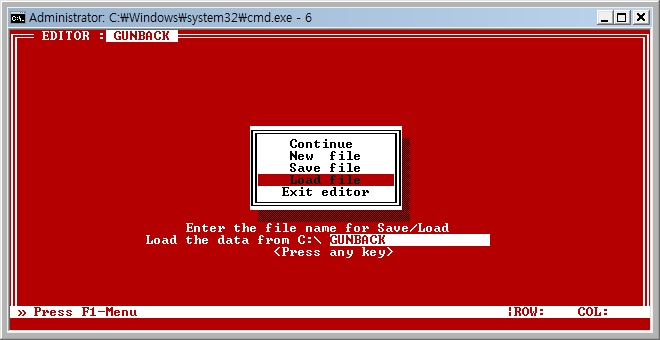 Administrator: C:₩Windows₩system32₩cmd.exe - 6
EDITOR : GUNBACK
Continue
New  file
Save file
Load file
Exit editor
Enter the file name for Save/Load
Load the data from C:\ GUNBACK
<Press any key>
» Press F1-Menu |ROW: COL: